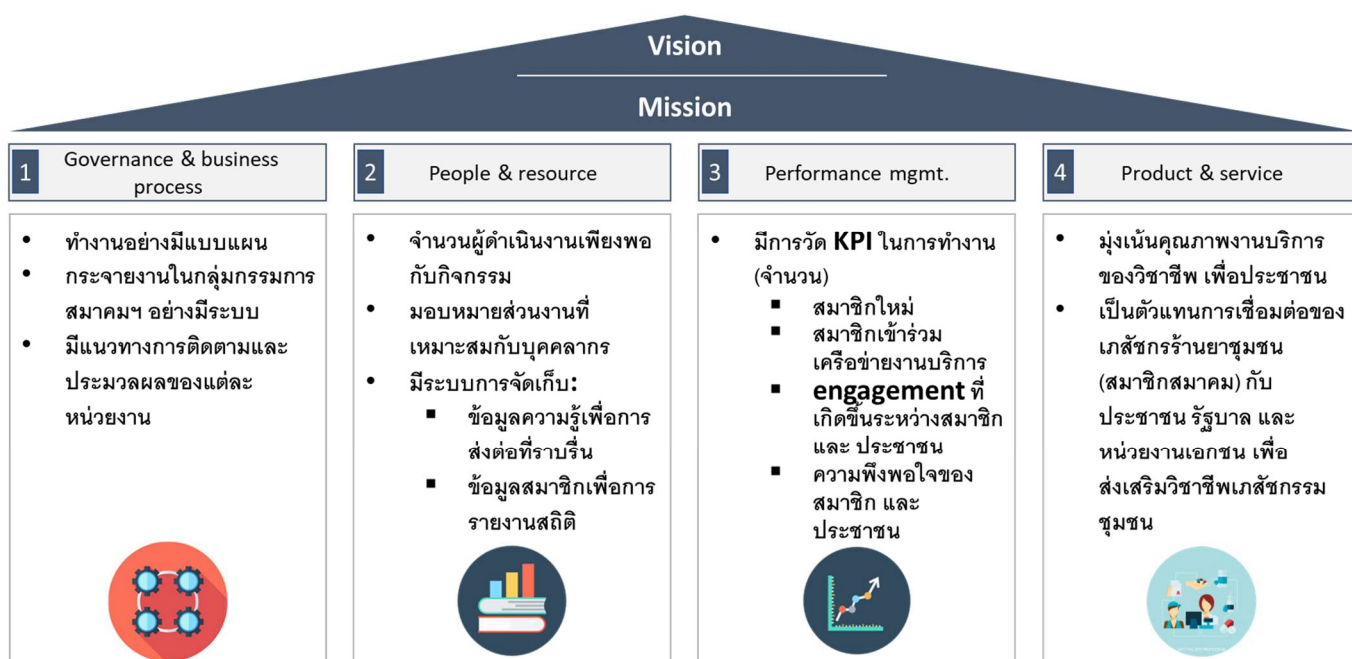 Vision
Mission
1
Governance & business
process
2
People & resource
3
Performance mgmt.
4
Product & service
• ทำงานอย่างมีแบบแผน
• กระจายงานในกลุ่มกรรมการ
สมาคมฯ อย่างมีระบบ
• มีแนวทางการติดตามและ
ประมวลผลของแต่ละ
หน่วยงาน
• จำนวนผู้ดำเนินงานเพียงพอ
กับกิจกรรม
• มอบหมายส่วนงานที่
เหมาะสมกับบุคคลากร
• มีระบบการจัดเก็บ:
▪ ข้อมูลความรู้เพื่อการ
ส่งต่อที่ราบรื่น
▪ ข้อมูลสมาชิกเพื่อการ
รายงานสถิติ
• มีการวัด KPI ในการทำงาน
(จำนวน)
▪ สมาชิกใหม่
▪ สมาชิกเข้าร่วม
เครือข่ายงานบริการ
▪ engagement ที่
เกิดขึ้นระหว่างสมาชิก
และ ประชาชน
▪ ความพึงพอใจของ
สมาชิก และ
ประชาชน
• มุ่งเน้นคุณภาพงานบริการ
ของวิชาชีพ เพื่อประชาชน
• เป็นตัวแทนการเชื่อมต่อของ
เภสัชกรร้านยาชุมชน
(สมาชิกสมาคม) กับ
ประชาชน รัฐบาล และ
หน่วยงานเอกชน เพื่อ
ส่งเสริมวิชาชีพเภสัชกรรม
ชุมชน